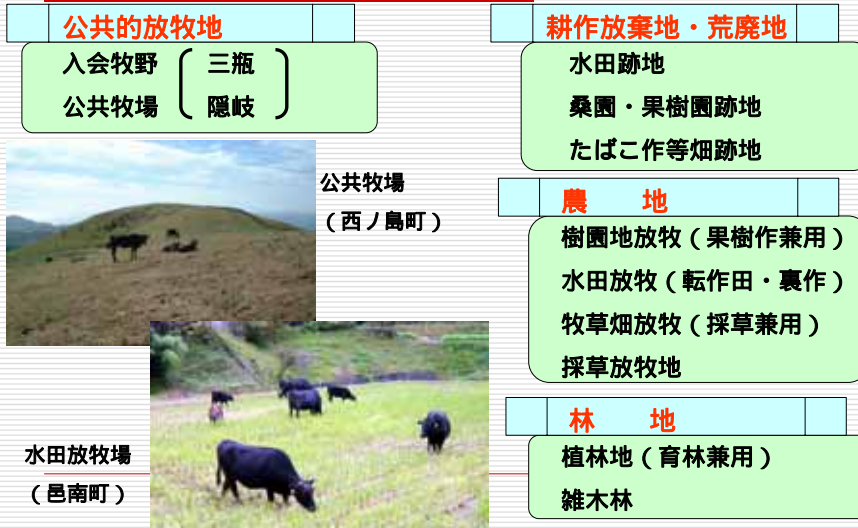 公共的放牧地
入会牧野 三瓶
公共牧場 隠岐
公共牧場
（西ノ島町）
水田放牧場
（邑南町）
耕作放棄地・荒廃地
水田跡地
桑園・果樹園跡地
たばこ作等畑跡地
農 地
樹園地放牧（果樹作兼用）
水田放牧（転作田・裏作）
牧草畑放牧（採草兼用）
採草放牧地
林 地
植林地（育林兼用）
雑木林